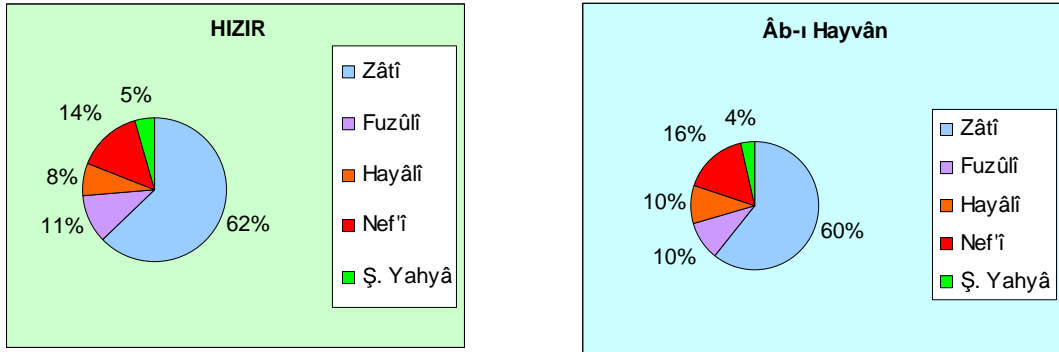 HIZIR
Zâtî
Fuzûlî
Hayâlî
Nef'î
Ş. Yahyâ
5%
14%
8%
11%
62%
Âb-ı Hayvân
Zâtî
Fuzûlî
Hayâlî
Nef'î
Ş. Yahyâ
4%
16%
10%
10%
60%